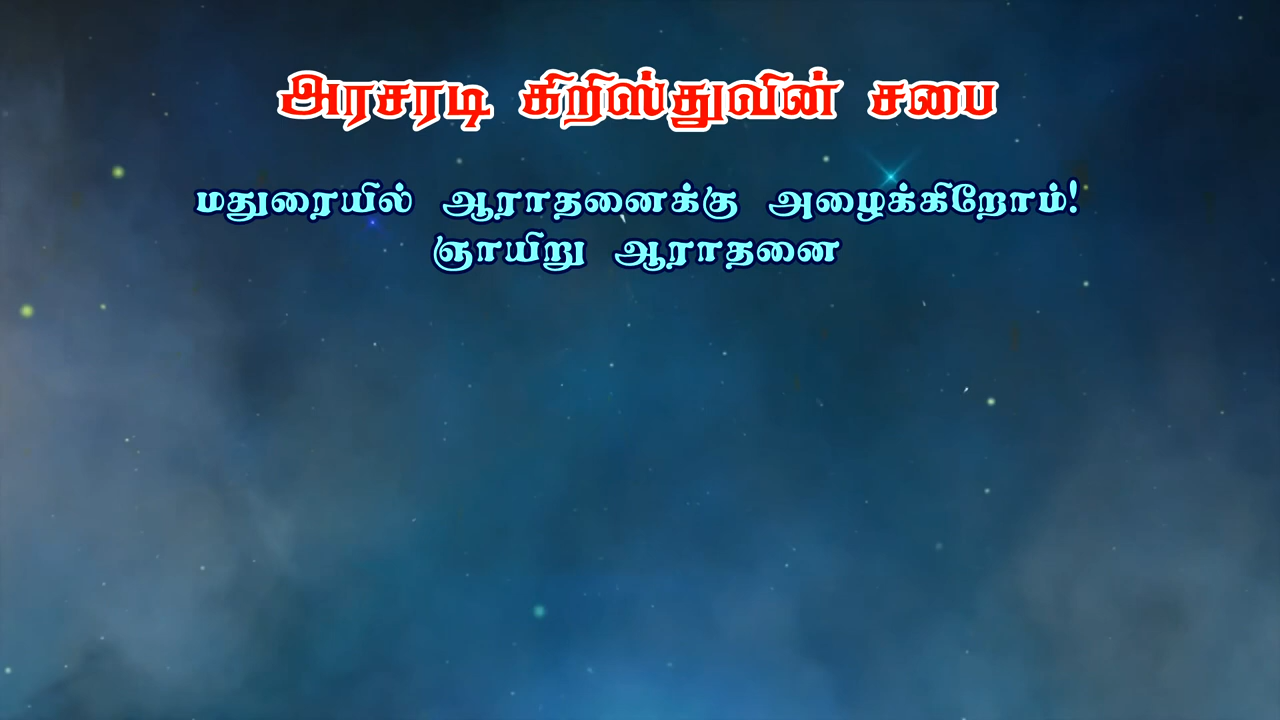 அரசரடி கிறிஸ்துவின் சபை
மதுரையில் ஆராதனைக்கு அழைக்கிறோம்!
ஞாயிறு ஆராதனை